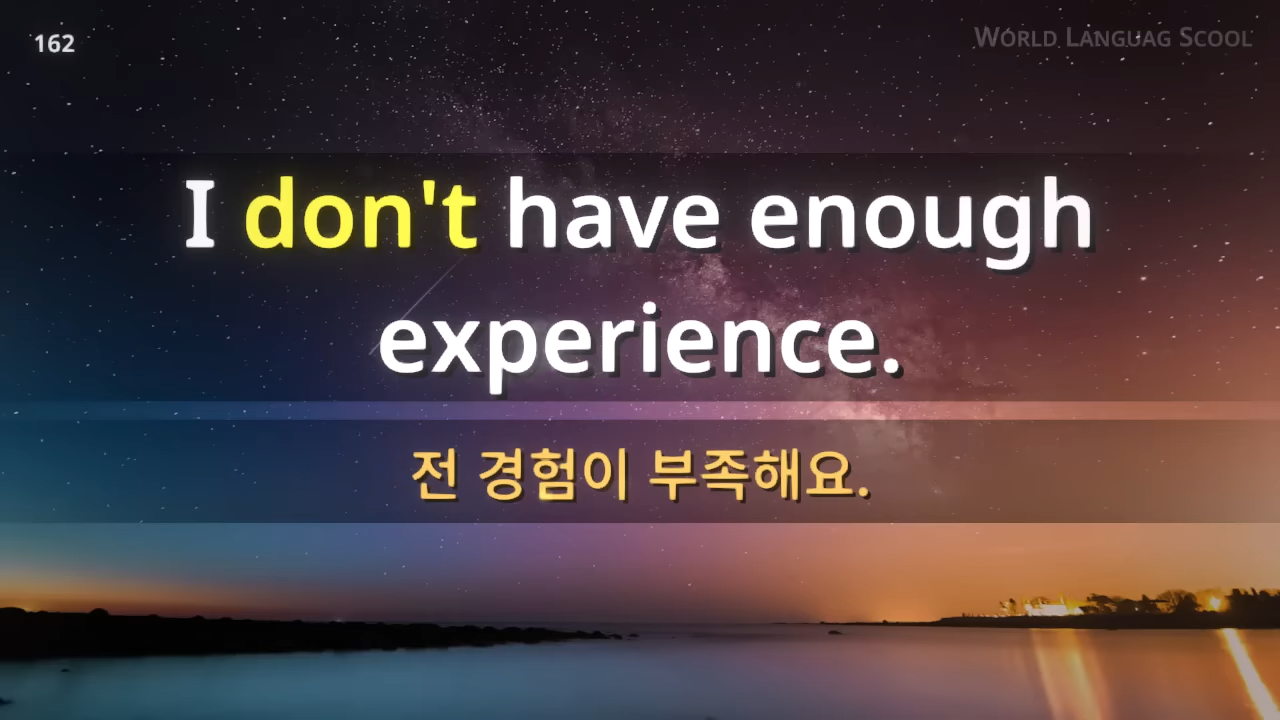 162
WORLD LANGUAG SCOOL
I don't have enough
experience.
전 경험이 부족해요.